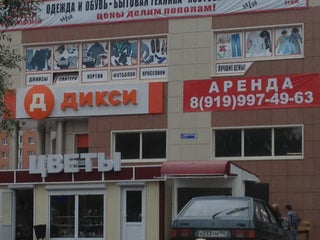 ОДЕЖДА И ОБУВЬ • БЫТОВАЯ ТЕХНИКА
ЦЕНЫ ДЕЛИМ ПОПОЛАМ!
ДЖИНСЫ СВИТЕРЫ КУРТКИ ФУТБОЛКИ КРОССОВКИ
ЛУЧШИЕ ЦЕНЫ!
Д ДИКСИ
АРЕНДА
8(919)997-49-63
ЦВЕТЫ